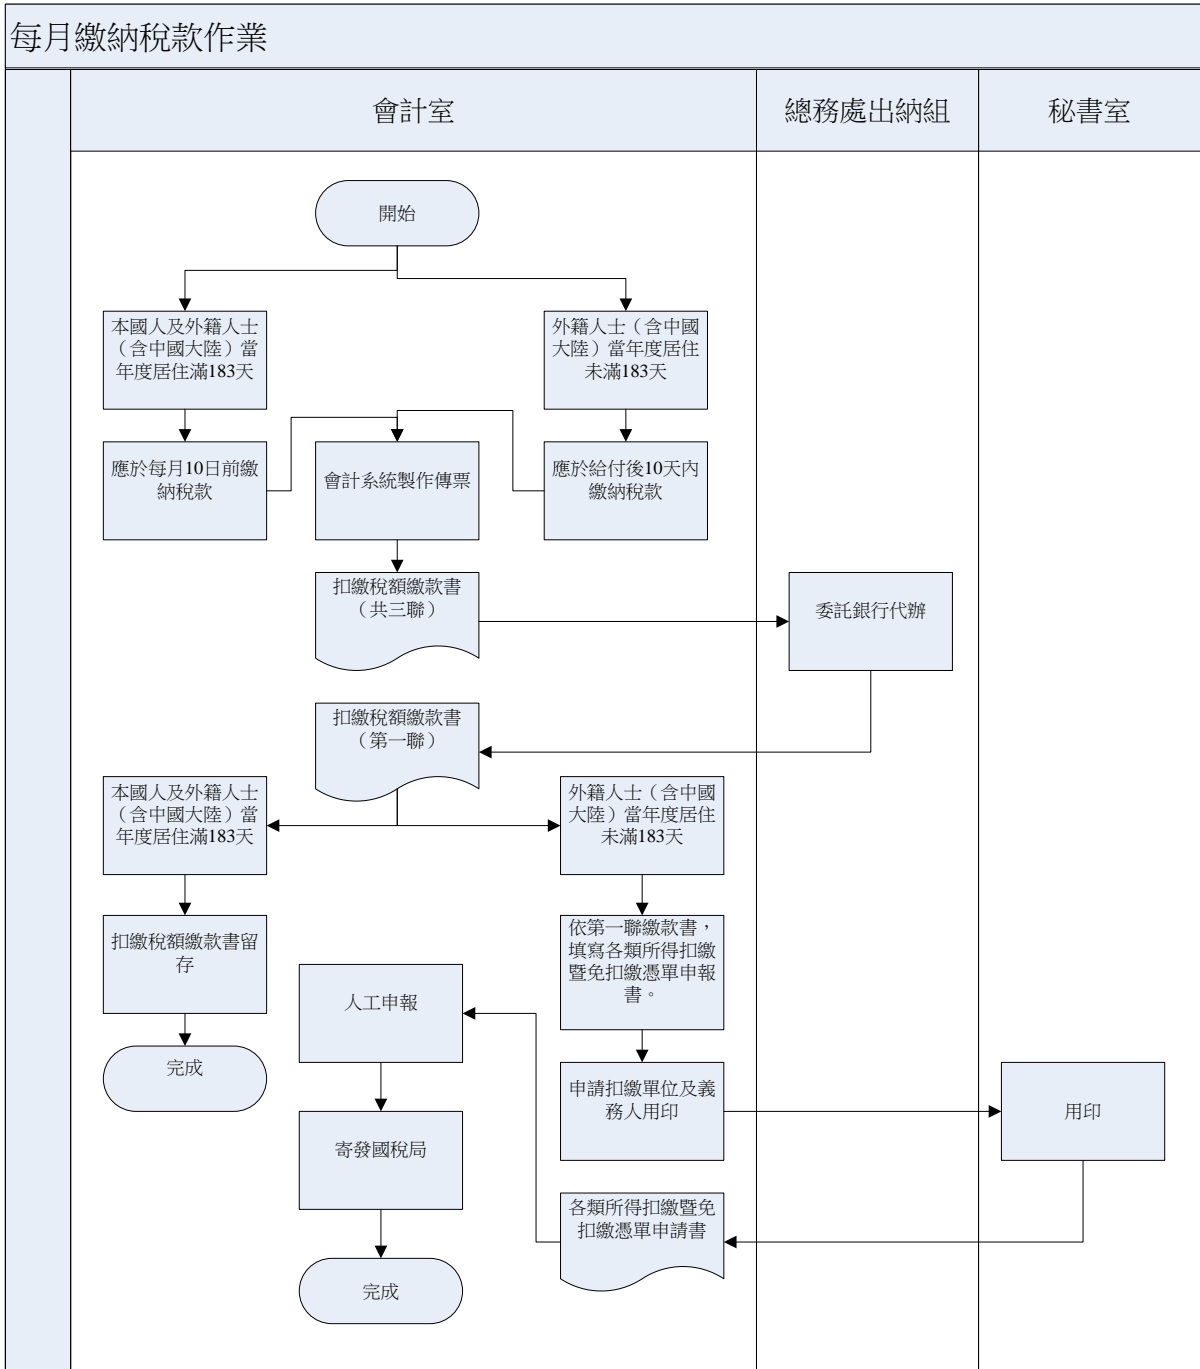 每月繳納稅款作業
會計室
總務處出納組
秘書室
開始
本國人及外籍人士
（含中國大陸）當
年度居住滿183天
外籍人士（含中國
大陸）當年度居住
未滿183天
應於每月10日前繳
納稅款
會計系統製作傳票
應於給付後10天內
繳納稅款
扣繳稅額繳款書
（共三聯）
委託銀行代辦
扣繳稅額繳款書
（第一聯）
本國人及外籍人士
（含中國大陸）當
年度居住滿183天
外籍人士（含中國
大陸）當年度居住
未滿183天
扣繳稅額繳款書留
存
依第一聯繳款書，
填寫各類所得扣繳
暨免扣繳憑單申報
書。
人工申報
完成
申請扣繳單位及義
務人用印
用印
寄發國稅局
各類所得扣繳暨免
扣繳憑單申請書
完成